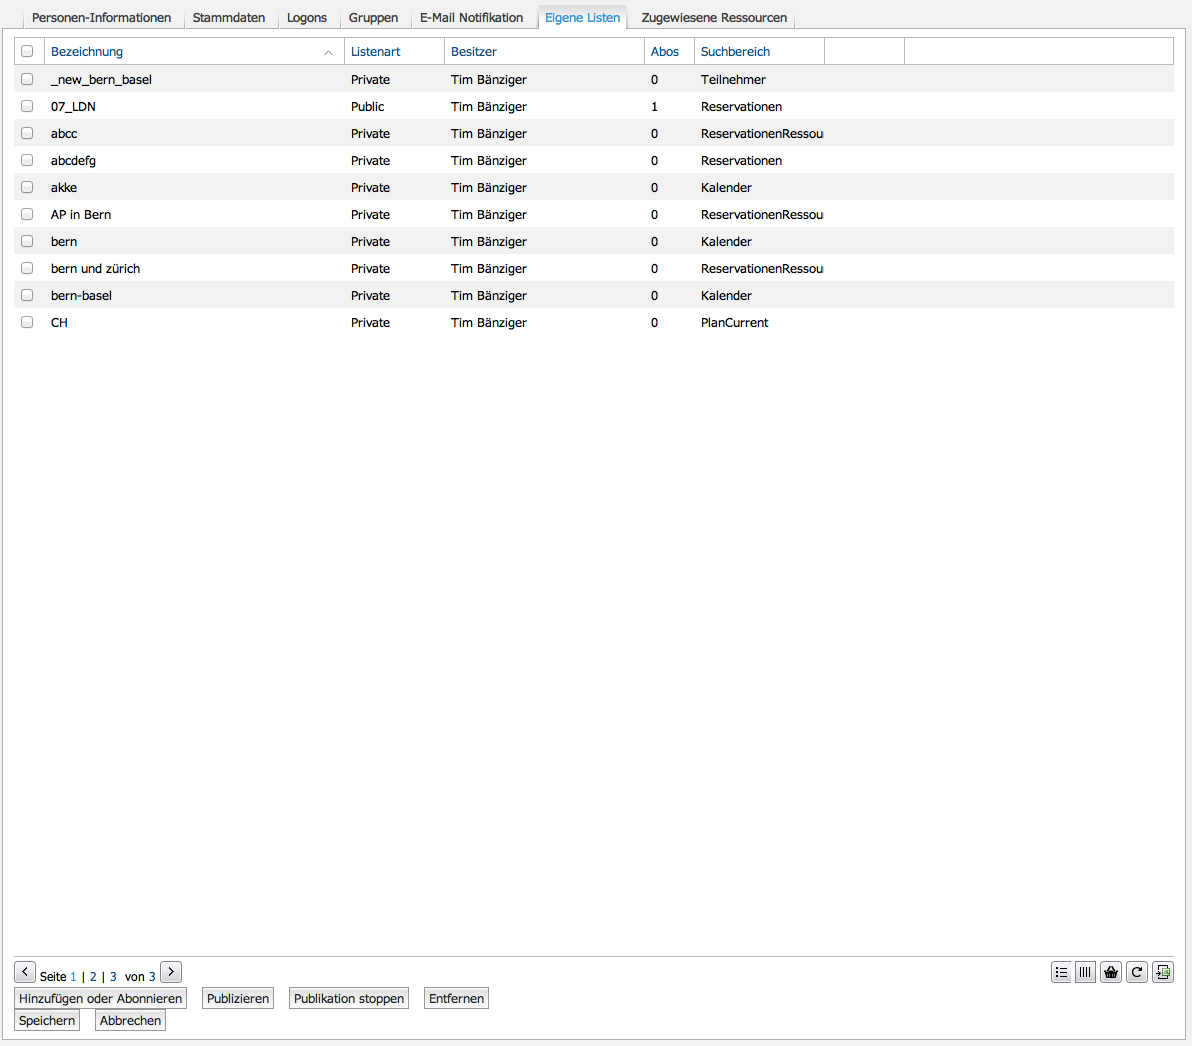 Personen-Informationen Stammdaten Logons Gruppen E-Mail Notifikation Eigene Listen Zugewiesene Ressourcen
Bezeichnung Listenart Besitzer Abos Suchbereich
_new_bern_basel Private Tim Bänziger 0 Teilnehmer
07_LDN Public Tim Bänziger 1 Reservationen
abcc Private Tim Bänziger 0 ReservationenRessou
abcdefg Private Tim Bänziger 0 Reservationen
akke Private Tim Bänziger 0 Kalender
AP in Bern Private Tim Bänziger 0 ReservationenRessou
bern Private Tim Bänziger 0 Kalender
bern und zürich Private Tim Bänziger 0 ReservationenRessou
bern-basel Private Tim Bänziger 0 Kalender
CH Private Tim Bänziger 0 PlanCurrent
Seite 1 | 2 | 3 von 3
Hinzufügen oder Abonnieren Publizieren Publikation stoppen Entfernen
Speichern Abbrechen